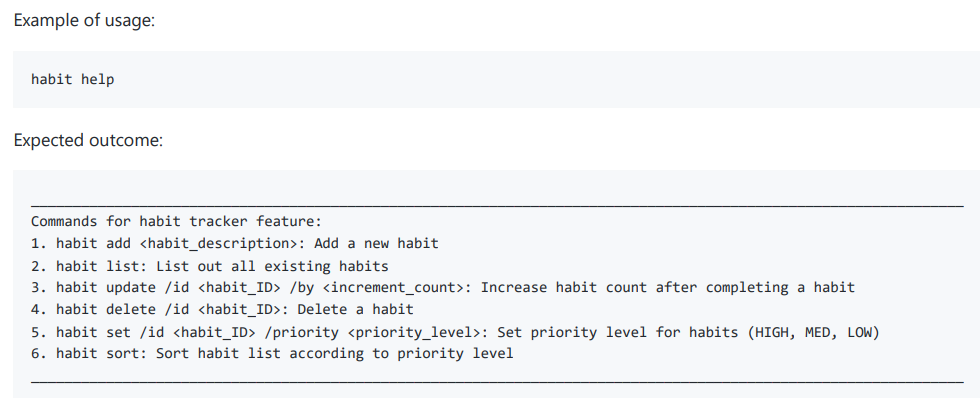 Example of usage:
habit help
Expected outcome:
Commands for habit tracker feature:
1. habit add <habit_description>: Add a new habit
2. habit list: List out all existing habits
3. habit update /id <habit_ID> /by <increment_count>: Increase habit count after completing a habit
4. habit delete /id <habit_ID>: Delete a habit
5. habit set /id <habit_ID> /priority <priority_level>: Set priority level for habits (HIGH, MED, LOW)
6. habit sort: Sort habit list according to priority level